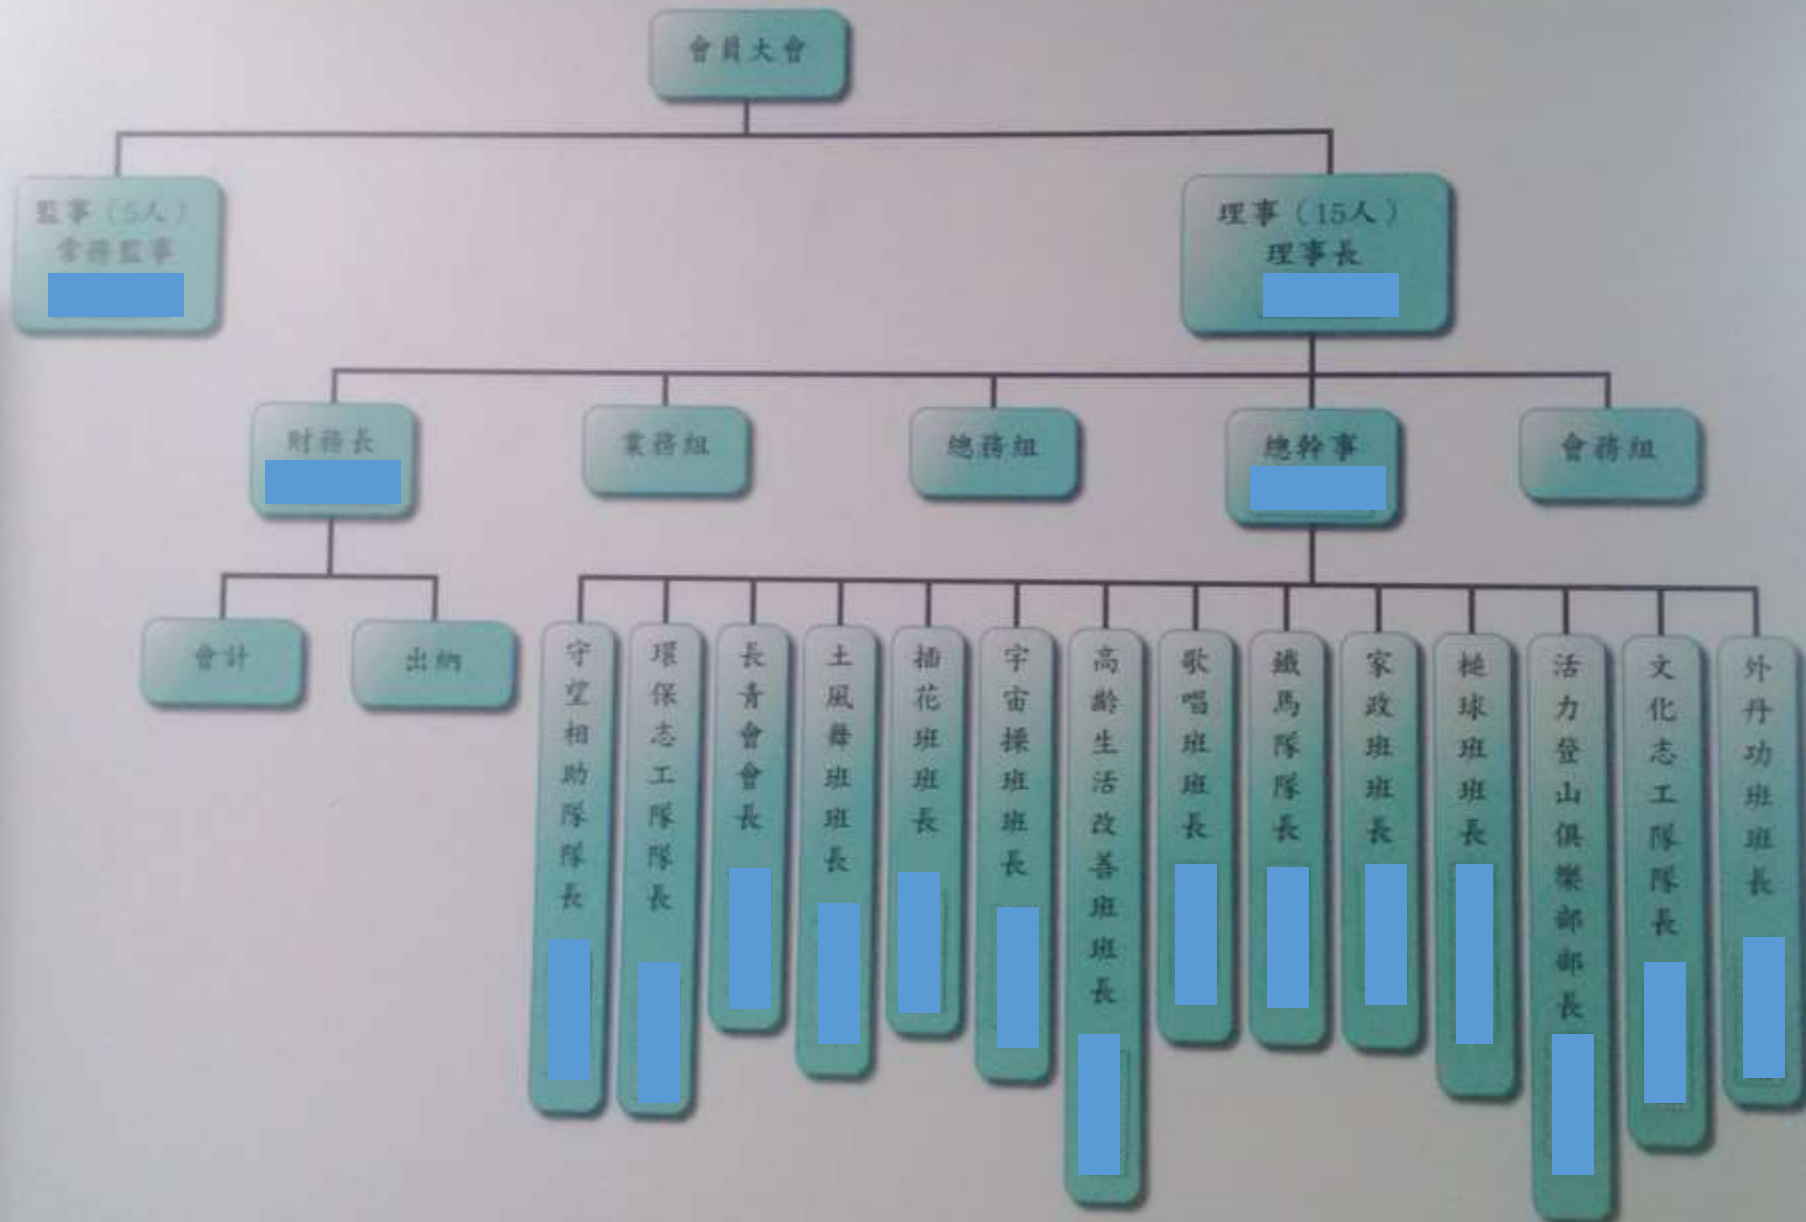 會員大會
監事（5人）
常務監事
理事（15人）
理事長
財務長
業務組
總務組
總幹事
會務組
會計
出納
守望相助隊隊長
環保志工隊隊長
長青會會長
土風舞班班長
插花班班長
宇宙操班班長
高齡生活改善班班長
歌唱班班長
鐵馬隊隊長
家政班班長
槌球班班長
活力登山俱樂部部長
文化志工隊隊長
外丹功班班長